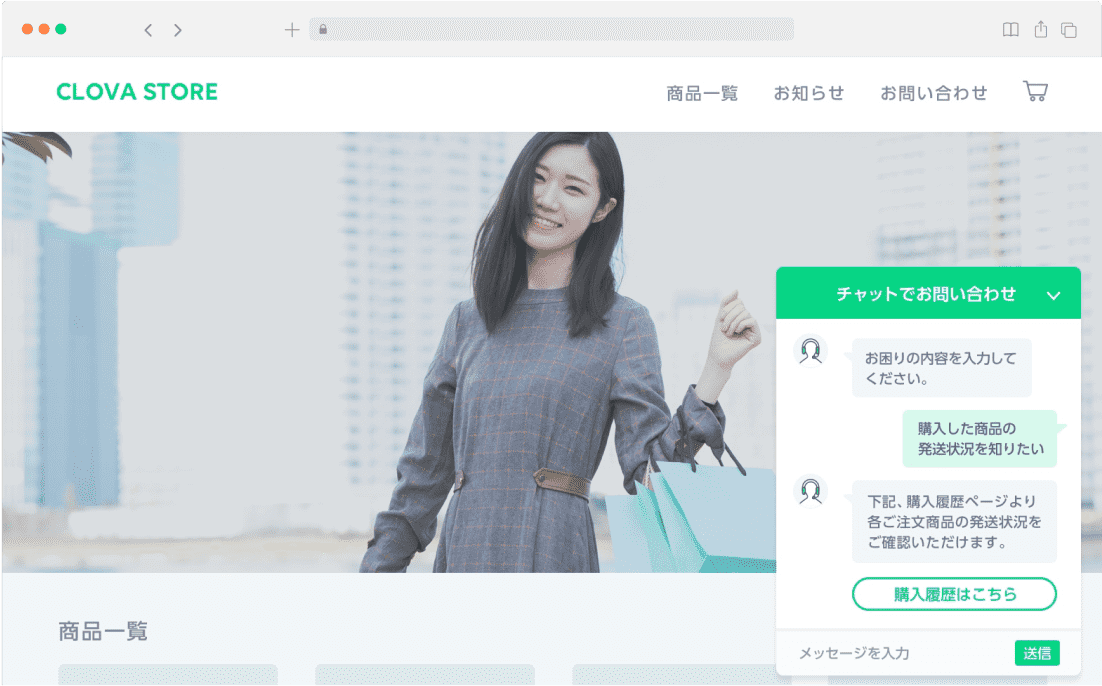 CLOVA STORE
商品一覧
お知らせ
お問い合わせ
チャットでお問い合わせ
お困りの内容を入力して
ください。
購入した商品の
発送状況を知りたい
下記、購入履歴ページより
各ご注文商品の発送状況を
ご確認いただけます。
購入履歴はこちら
メッセージを入力
送信
商品一覧